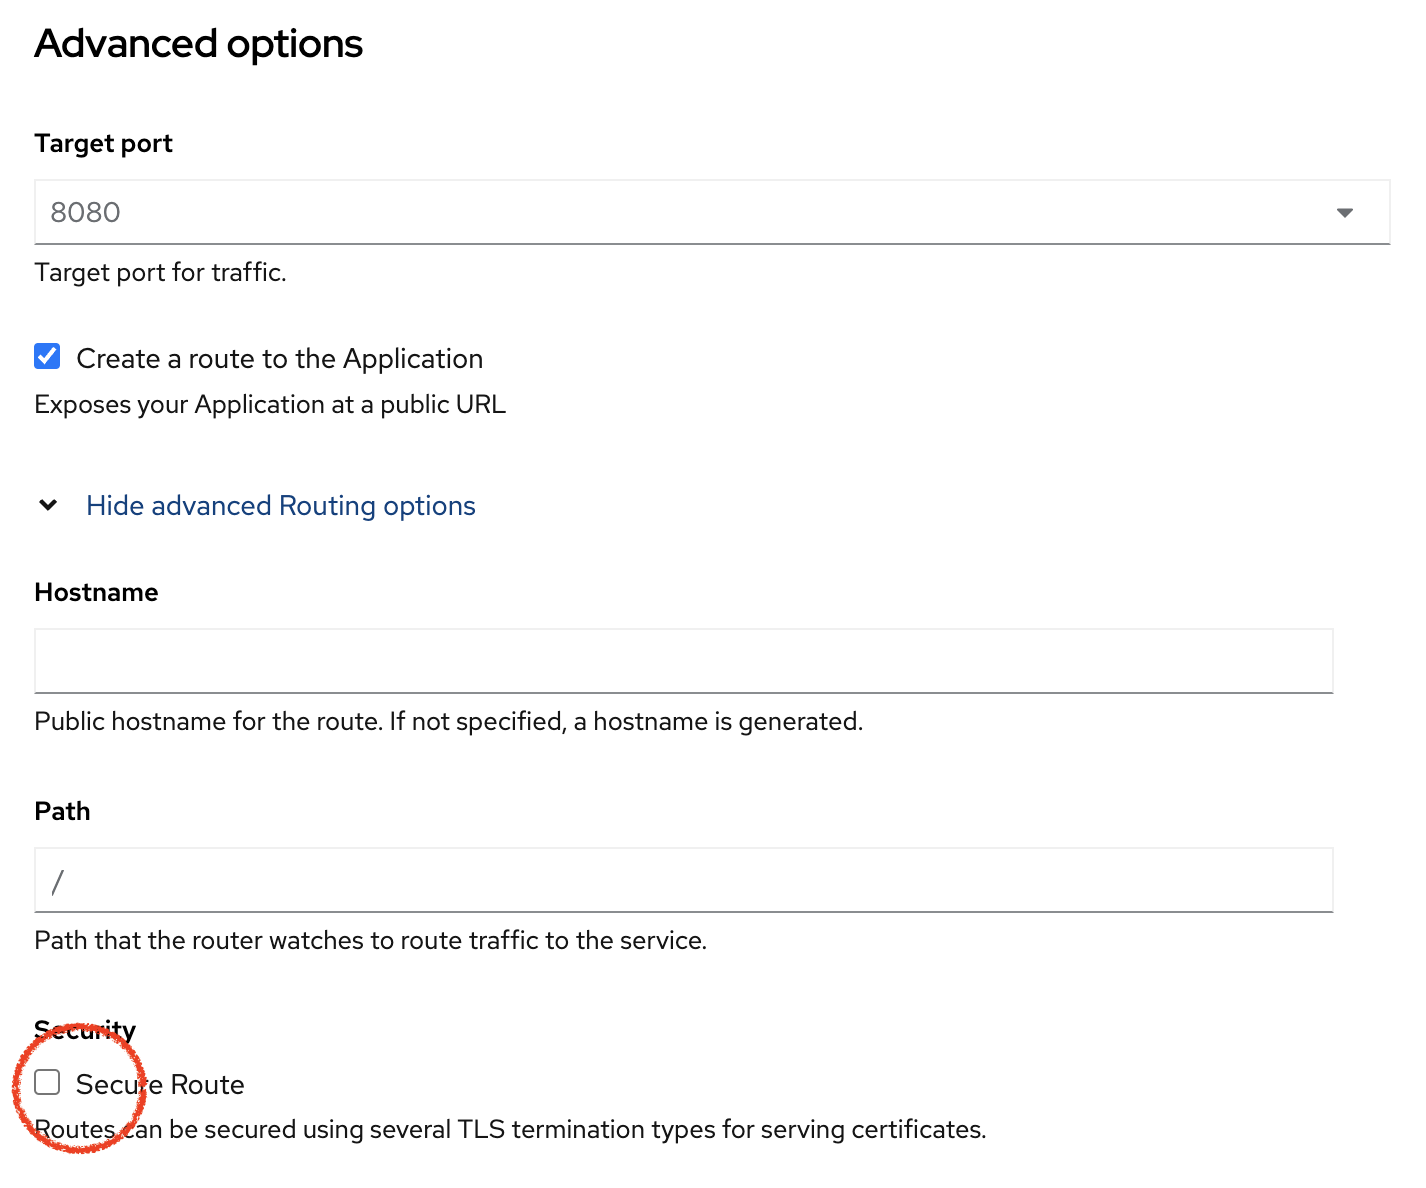 Advanced options
Target port
8080
Target port for traffic.
Create a route to the Application
Exposes your Application at a public URL
Hide advanced Routing options
Hostname
Public hostname for the route. If not specified, a hostname is generated.
Path
/
Path that the router watches to route traffic to the service.
Security
Secure Route
Routes can be secured using several TLS termination types for serving certificates.